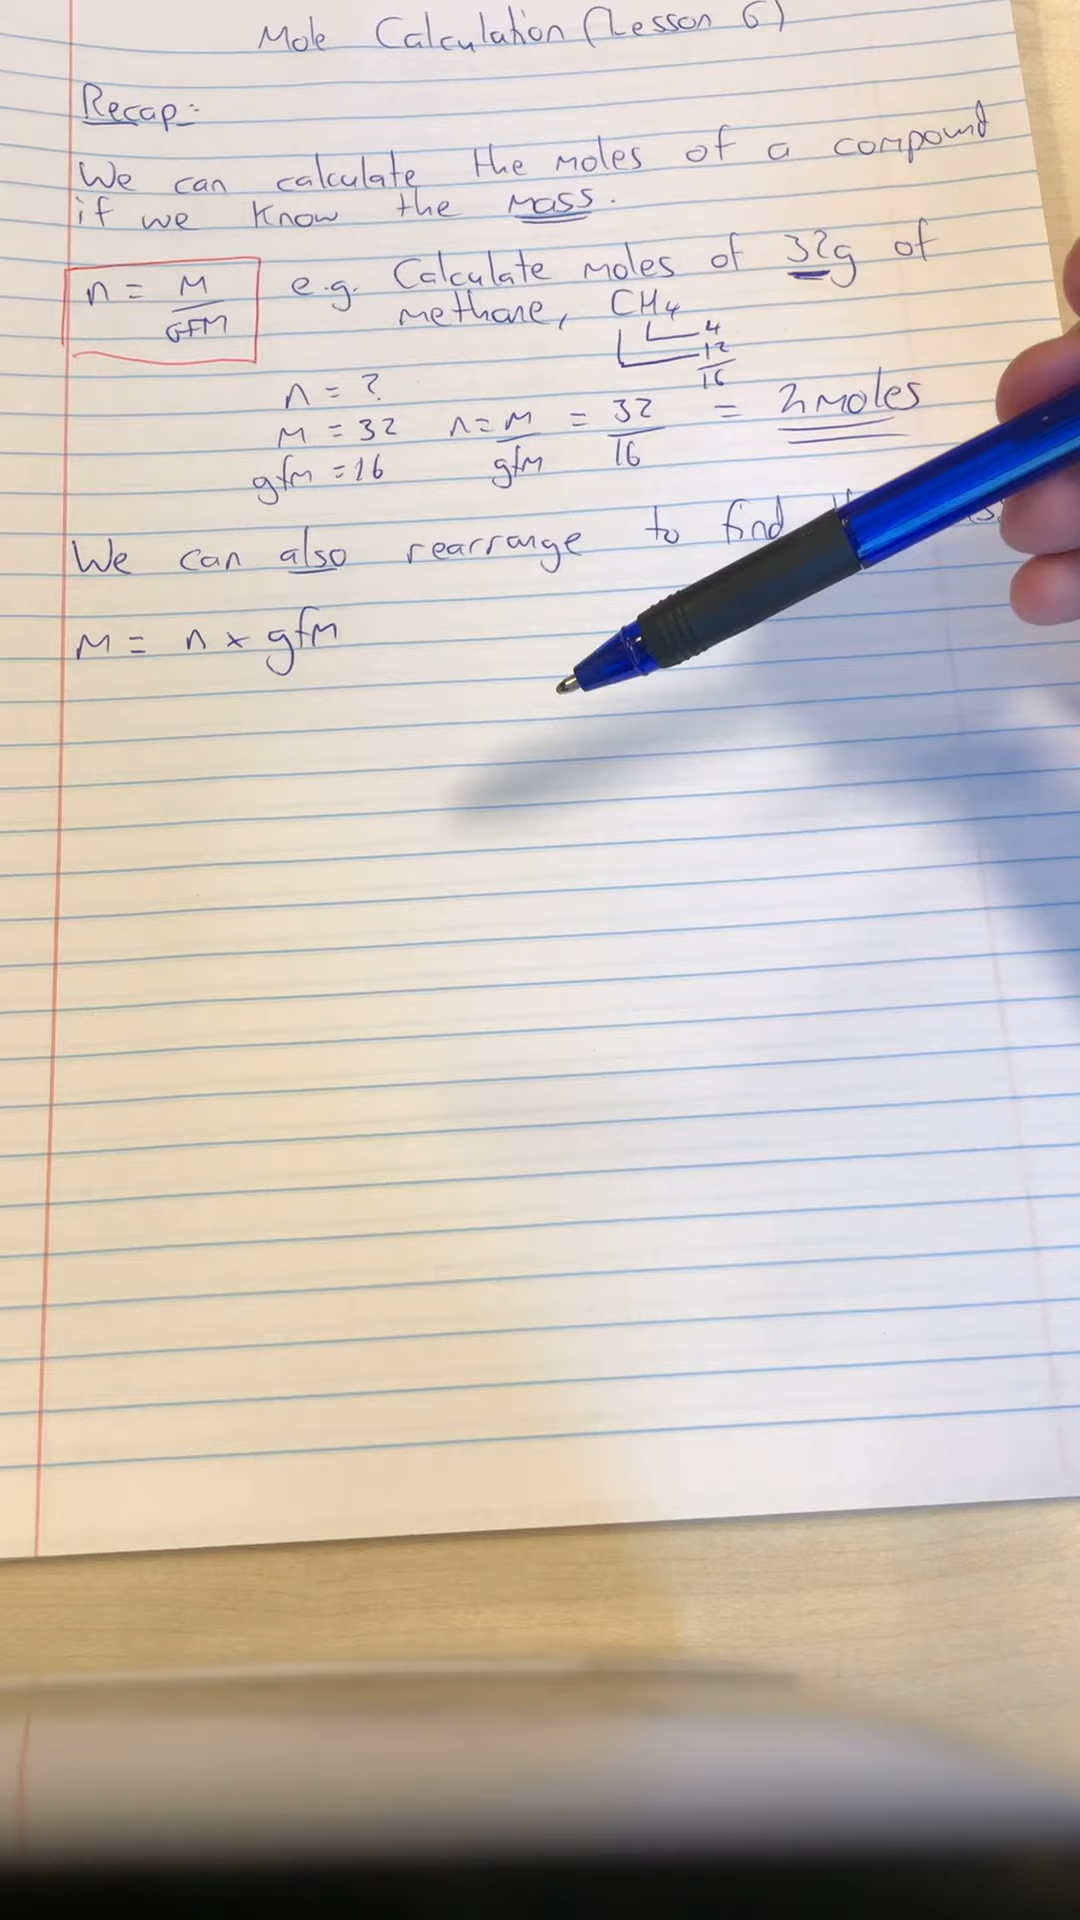 Mole Calculation (Lesson 6)
Recap:-
We can calculate the moles of a compound
if we know the mass.
n = M / GFM
e.g. Calculate moles of 32g of
methane, CH4
4
12
16
n = ?
M = 32
gfm = 16
n = M / gfm = 32 / 16 = 2 moles
We can also rearrange to find
M = n x gfm